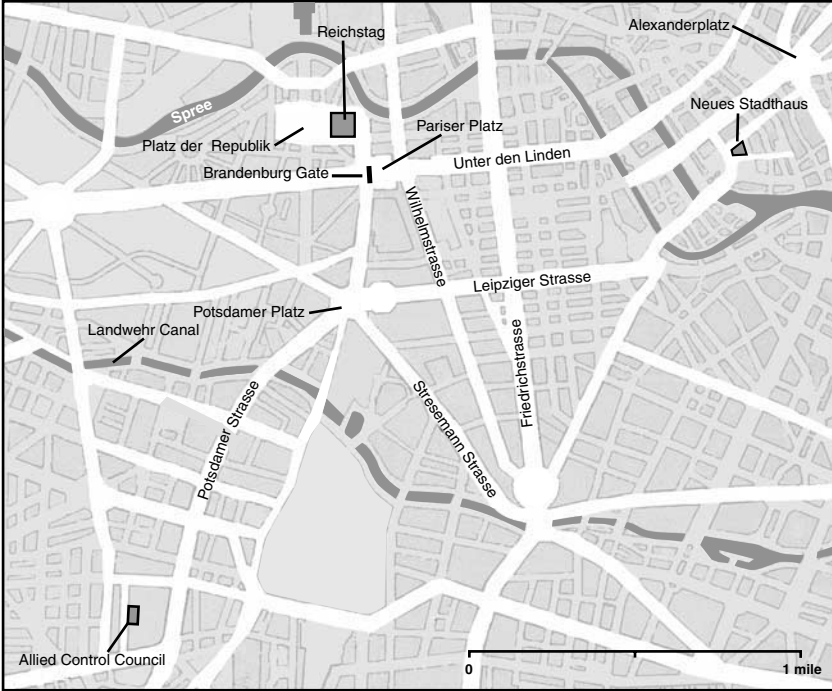 Alexanderplatz
Reichstag
Spree
Neues Stadthaus
Pariser Platz
Platz der Republik
Unter den Linden
Brandenburg Gate
Wilhelmstrasse
Leipziger Strasse
Potsdamer Platz
Landwehr Canal
Friedrichstrasse
Stresemann Strasse
Potsdamer Strasse
Allied Control Council
0
1 mile